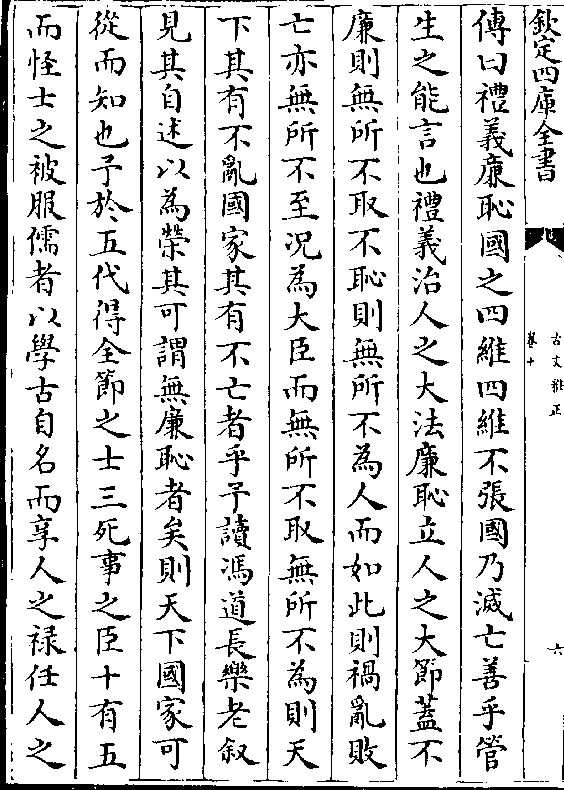 欽定四庫全書
古文雅正
卷十
六
傳曰禮義廉恥國之四維四維不張國乃滅亡善乎管
生之能言也禮義治人之大法廉恥立人之大節蓋不
廉則無所不取不恥則無所不為人而如此則禍亂敗
亡亦無所不至況為大臣而無所不取無所不為則天
下其有不亂國家其有不亡者乎予讀馮道長樂老叙
見其自述以為榮其可謂無廉恥者矣則天下國家可
從而知也予於五代得全節之士三死事之臣十有五
而怪士之被服儒者以學古自名而享人之祿任人之